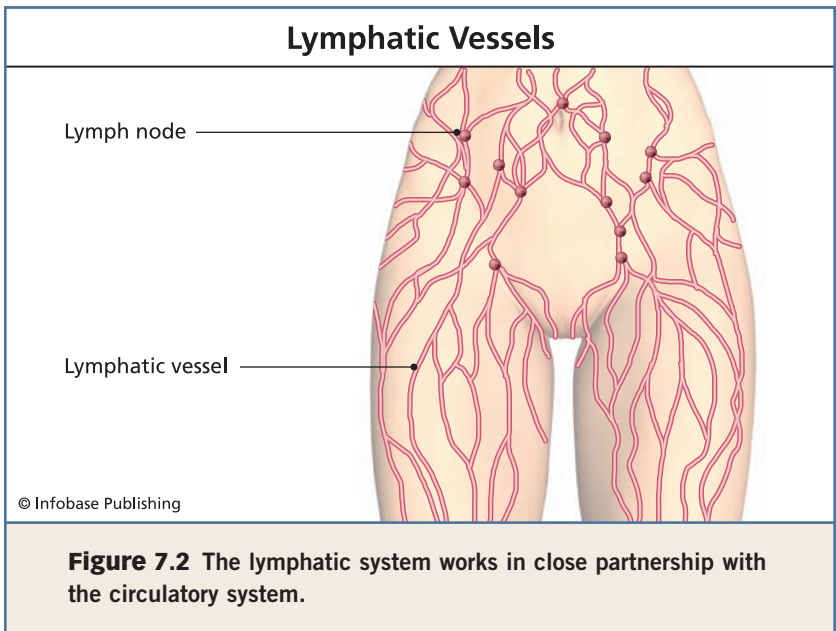 Lymphatic Vessels
Lymph node
Lymphatic vessel
© Infobase Publishing
Figure 7.2 The lymphatic system works in close partnership with
the circulatory system.